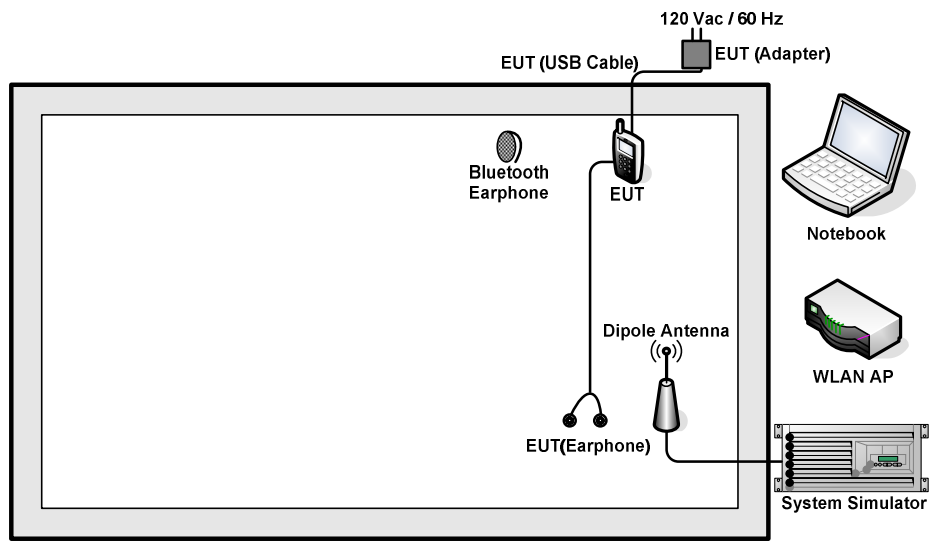 120 Vac / 60 Hz
EUT (USB Cable)
EUT (Adapter)
Bluetooth
Earphone
EUT
Notebook
Dipole Antenna
WLAN AP
EUT(Earphone)
System Simulator